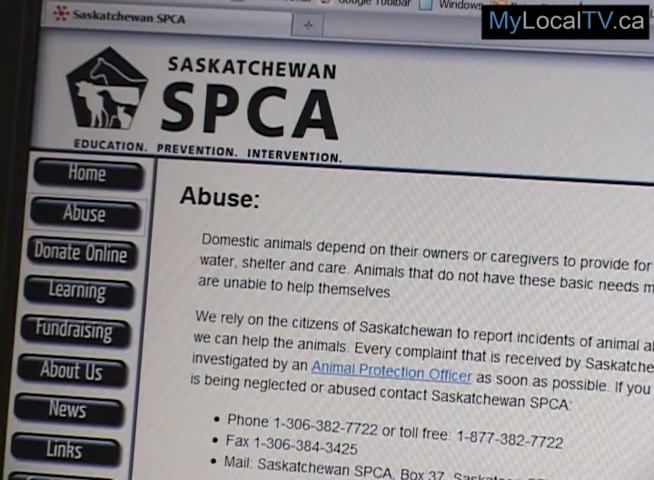 Google Toolbar
Windows
MyLocalTV.ca
Saskatchewan SPCA
SASKATCHEWAN
SPCA
EDUCATION. PREVENTION. INTERVENTION.
Home
Abuse
Donate Online
Learning
Fundraising
About Us
News
Links
Abuse:
Domestic animals depend on their owners or caregivers to provide for
water, shelter and care. Animals that do not have these basic needs m
are unable to help themselves.
We rely on the citizens of Saskatchewan to report incidents of animal a
we can help the animals. Every complaint that is received by Saskatche
investigated by an Animal Protection Officer as soon as possible. If you
is being neglected or abused contact Saskatchewan SPCA:
• Phone 1-306-382-7722 or toll free: 1-877-382-7722
• Fax 1-306-384-3425
• Mail: Saskatchewan SPCA, Box 37, Saskatoon